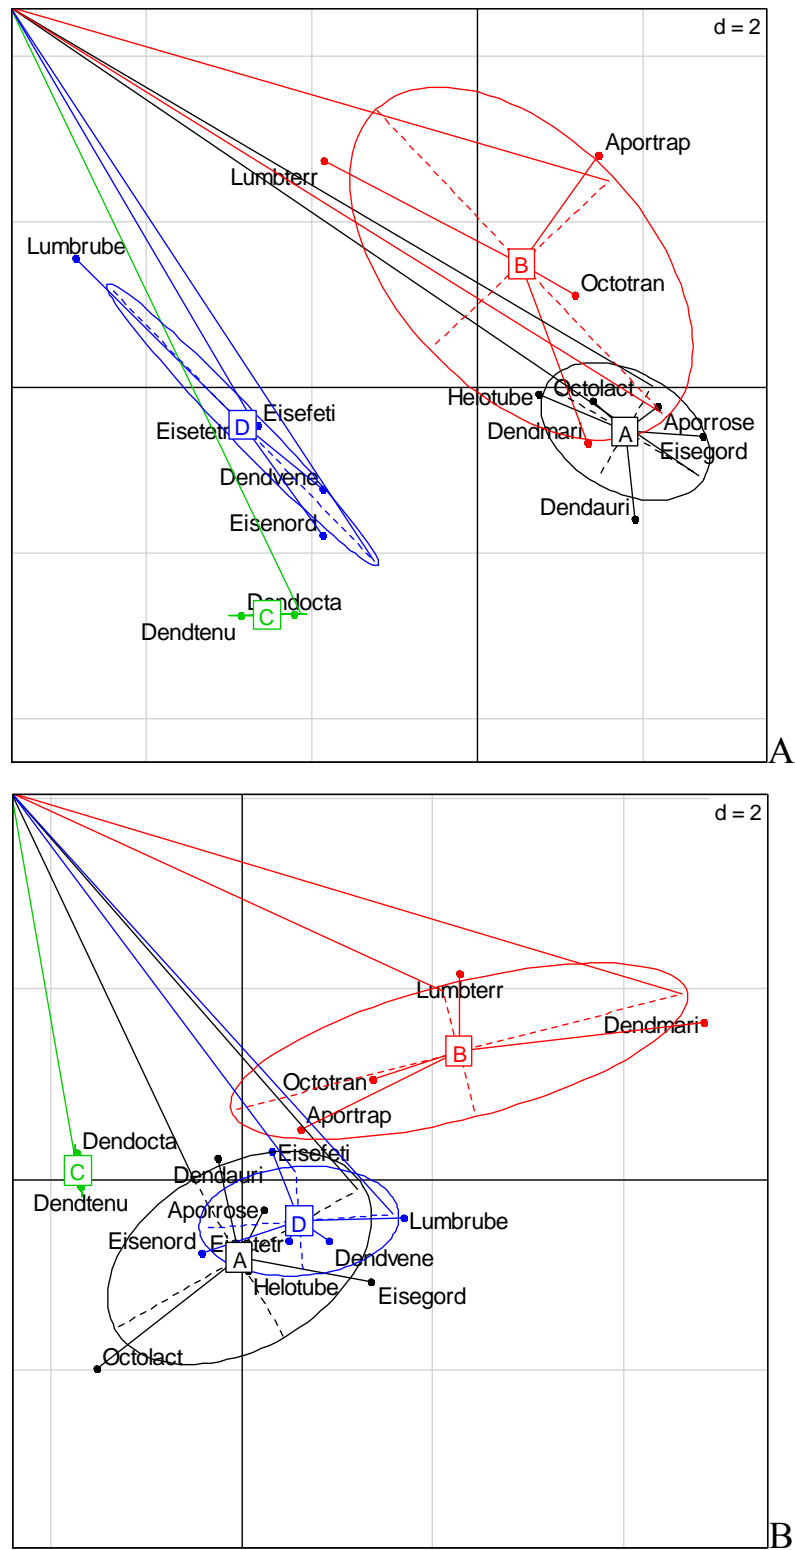 d = 2
Aportrap
Lumbterr
Lumbrube
B
Octotran
Octolact
Helotube
Eisefeti
Aporrose
Eisetetr
D
Dendmari
A
Eisegord
Dendvene
Dendauri
Eisenord
Dendocta
C
Dendtenu
A
d = 2
Lumbterr
Dendmari
B
Octotran
Aportrap
Dendocta
Eisefeti
C
Dendauri
Dendtenu
Aporrose
D
Lumbrube
Eisenord
Eisetetr
A
Dendvene
Helotube
Eisegord
Octolact
B